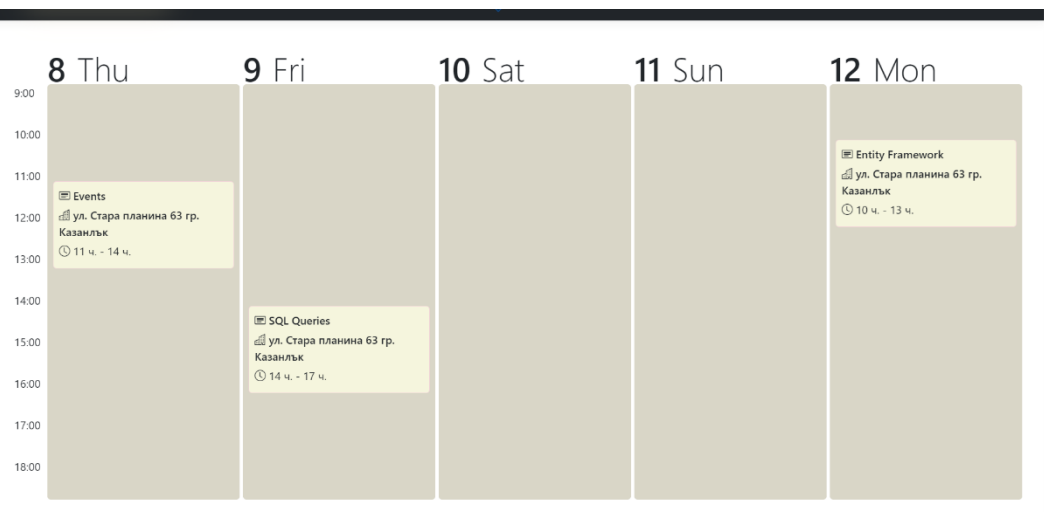 8 Thu
9 Fri
10 Sat
11 Sun
12 Mon
9:00
10:00
11:00
12:00
13:00
14:00
15:00
16:00
17:00
18:00
Events
ул. Стара планина 63 гр.
Казанлък
11 ч. - 14 ч.
SQL Queries
ул. Стара планина 63 гр.
Казанлък
14 ч. - 17 ч.
Entity Framework
ул. Стара планина 63 гр.
Казанлък
10 ч. - 13 ч.